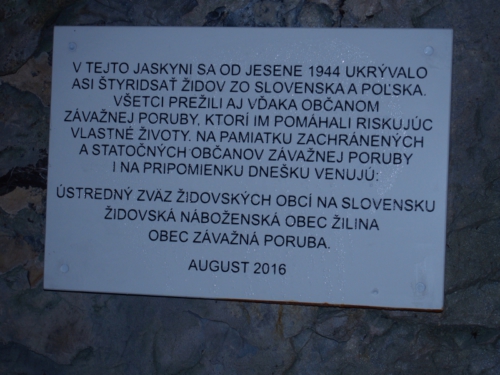 V TEJTO JASKYNI SA OD JESENE 1944 UKRÝVALO
ASI ŠTYRIDSAŤ ŽIDOV ZO SLOVENSKA A POĽSKA.
VŠETCI PREŽILI AJ VĎAKA OBČANOM
ZÁVAŽNEJ PORUBY, KTORÍ IM POMÁHALI RISKUJÚC
VLASTNÉ ŽIVOTY. NA PAMIATKU ZACHRÁNENÝCH
A STATOČNÝCH OBČANOV ZÁVAŽNEJ PORUBY
I NA PRIPOMIENKU DNEŠKU VENUJÚ:
ÚSTREDNÝ ZVÄZ ŽIDOVSKÝCH OBCÍ NA SLOVENSKU
ŽIDOVSKÁ NÁBOŽENSKÁ OBEC ŽILINA
OBEC ZÁVAŽNÁ PORUBA.
AUGUST 2016